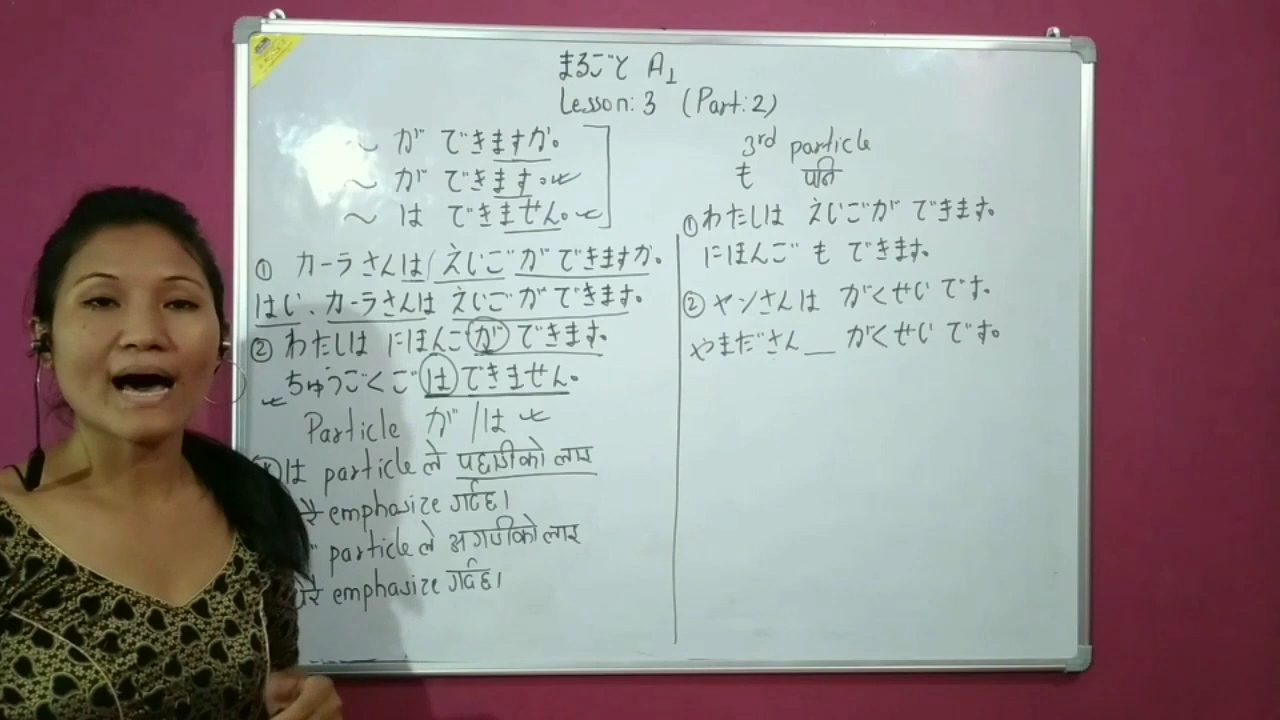 まるごと A1
Lesson: 3 (Part: 2)
～ が できますか。
～ が できます。
～ は できません。
① カーラさんは えいごができますか。
はい、カーラさんは えいごができます。
② わたしは にほんごができます。
ちゅうごくごはできません。
Particle が/は
は particle ले पछाडीको लाई
emphasize गर्दछ।
particle ले अगाडीको लाई
emphasize गर्दछ।
3rd particle
も पनि
① わたしは えいごが できます。
にほんご も できます。
② ヤンさんは がくせい です。
やまださん __ がくせい です。